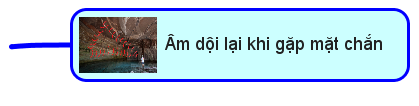 Âm dội lại khi gặp mặt chắn